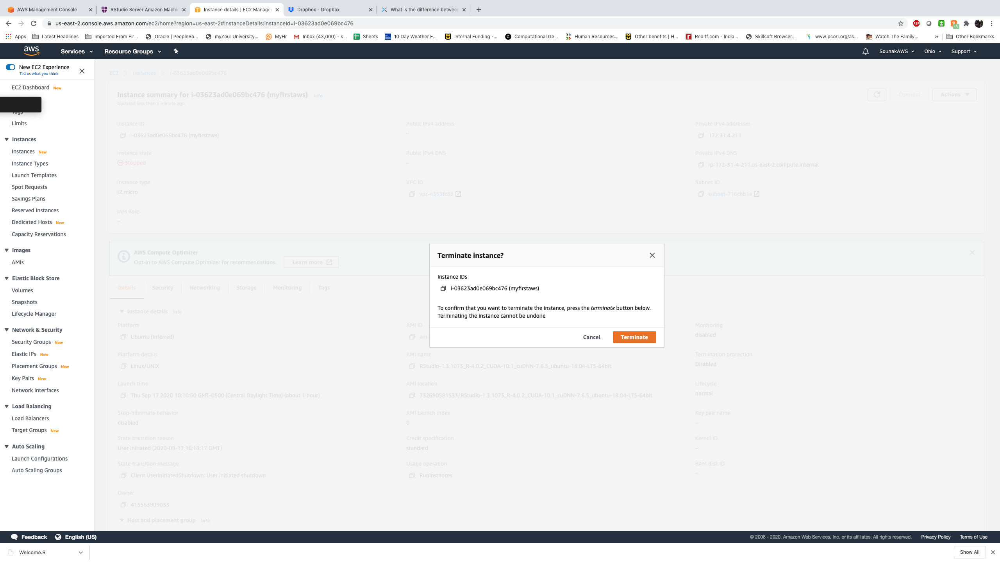 AWS Management Console
RStudio Server Amazon Machin
Instance details | EC2 Manager
Dropbox - Dropbox
What is the difference between
us-east-2.console.aws.amazon.com/ec2/home?region=us-east-2#InstanceDetails:instanceId=i-03623ad0e069bc476
ABP
13
Apps
Latest Headlines
Imported From Fir...
Oracle | PeopleSo...
myZou: University...
MyHr
Inbox (43,000) - s...
Sheets
10 Day Weather F...
Internal Funding -...
Computational Ge...
Human Resources...
Other benefits | H...
Rediff.com - India...
Skillsoft Browser...
www.pcori.org/as...
Watch The Family...
»
Other Bookmarks
aws
Services
Resource Groups
SounakAWS
Ohio
Support
New EC2 Experience
Tell us what you think
EC2 Dashboard New
Tags
Limits
Instances
Instances New
Instance Types
Launch Templates
Spot Requests
Savings Plans
Reserved Instances
Dedicated Hosts New
Capacity Reservations
Images
AMIs
Elastic Block Store
Volumes
Snapshots
Lifecycle Manager
Network & Security
Security Groups New
Elastic IPs New
Placement Groups New
Key Pairs New
Network Interfaces
Load Balancing
Load Balancers
Target Groups New
Auto Scaling
Launch Configurations
Auto Scaling Groups
EC2
Instances
i-03623ad0e069bc476
Instance summary for i-03623ad0e069bc476 (myfirstaws) Info
Updated less than a minute ago
Connect
Actions
Instance ID
i-03623ad0e069bc476 (myfirstaws)
Public IPv4 address
–
Private IPv4 addresses
172.31.4.211
Instance state
Stopped
Public IPv4 DNS
–
Private IPv4 DNS
ip-172-31-4-211.us-east-2.compute.internal
Instance type
t2.micro
VPC ID
vpc-e353fc88
Subnet ID
subnet-716cbb1a
IAM Role
–
AWS Compute Optimizer
Opt-in to AWS Compute Optimizer for recommendations.
Learn more
Details
Security
Networking
Storage
Monitoring
Tags
Terminate instance?
Instance IDs
i-03623ad0e069bc476 (myfirstaws)
To confirm that you want to terminate the instance, press the terminate button below.
Terminating the instance cannot be undone
Cancel
Terminate
Instance details Info
Platform
Ubuntu (Inferred)
AMI ID
ami
Monitoring
disabled
Platform details
Linux/UNIX
AMI name
RStudio-1.3.1073_R-4.0.2_CUDA-10.1_cuDNN-7.6.5_ubuntu-18.04-LTS-64bit
Termination protection
Disabled
Launch time
Thu Sep 17 2020 10:10:50 GMT-0500 (Central Daylight Time) (about 1 hour)
AMI location
732690581533/RStudio-1.3.1073_R-4.0.2_CUDA-10.1_cuDNN-7.6.5_ubuntu-18.04-LTS-64bit
Lifecycle
normal
Stop-hibernate behavior
disabled
AMI Launch index
0
Key pair name
–
State transition reason
User initiated (2020-09-17 16:18:17 GMT)
Credit specification
standard
Kernel ID
–
State transition message
Client.UserInitiatedShutdown: User initiated shutdown
Usage operation
RunInstances
RAM disk ID
–
Owner
413563909033
Host and placement group Info
Feedback
English (US)
© 2008 - 2020, Amazon Web Services, Inc. or its affiliates. All rights reserved.
Privacy Policy
Terms of Use
Welcome.R
Show All